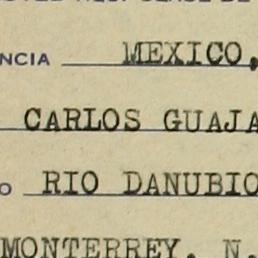 NCIA MEXICO,
CARLOS GUAJA
O RIO DANUBIO
MONTERREY. N.